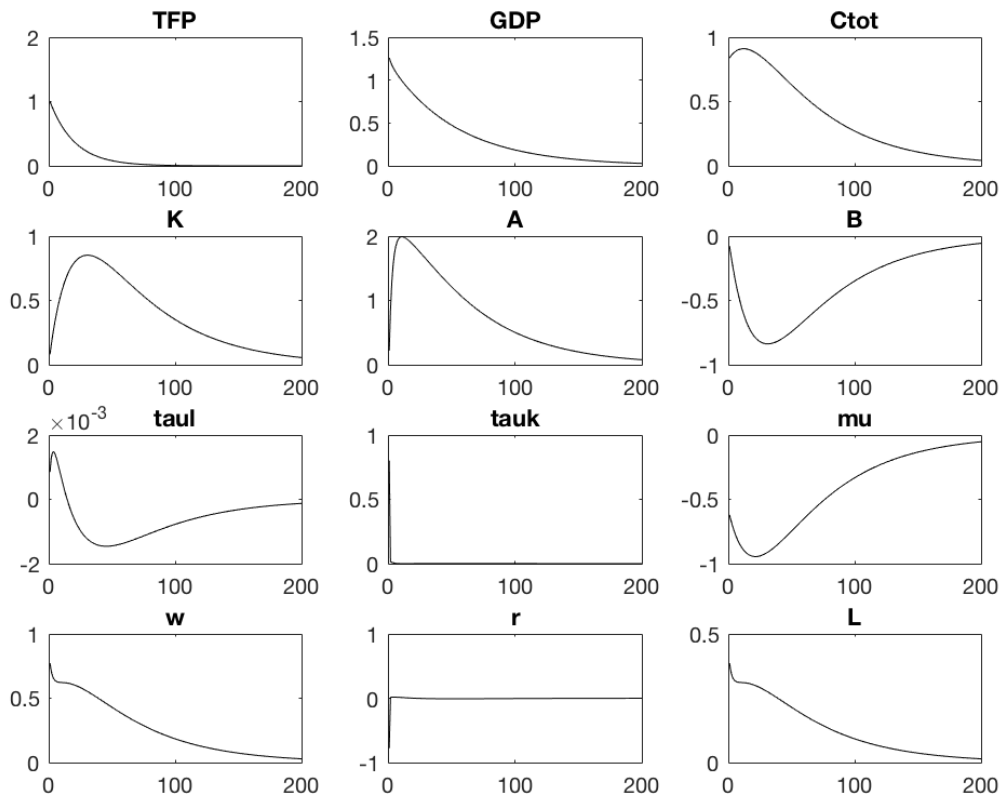 TFP GDP Ctot
2 1.5 1
1
1 0.5
0.5
0 0 0
0 100 200 0 100 200 0 100 200
K A B
1 2 0
0.5 1 -0.5
0 0 -1
0 100 200 0 100 200 0 100 200
taul tauk mu
×10⁻³
2 1 0
0 0.5 -0.5
-2 0 -1
0 100 200 0 100 200 0 100 200
w r L
1 1 0.5
0.5 0
0 -1 0
0 100 200 0 100 200 0 100 200